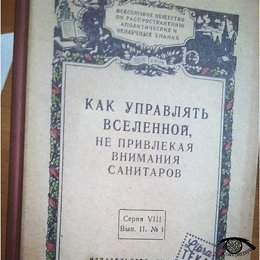 ВСЕСОЮЗНОЕ ОБЩЕСТВО
ПО РАСПРОСТРАНЕНИЮ
АПОЛИТИЧЕСКИХ И
НЕНАУЧНЫХ ЗНАНИЙ
КАК УПРАВЛЯТЬ
ВСЕЛЕННОЙ,
НЕ ПРИВЛЕКАЯ
ВНИМАНИЯ
САНИТАРОВ
Серия VIII
Вып. II. № 1